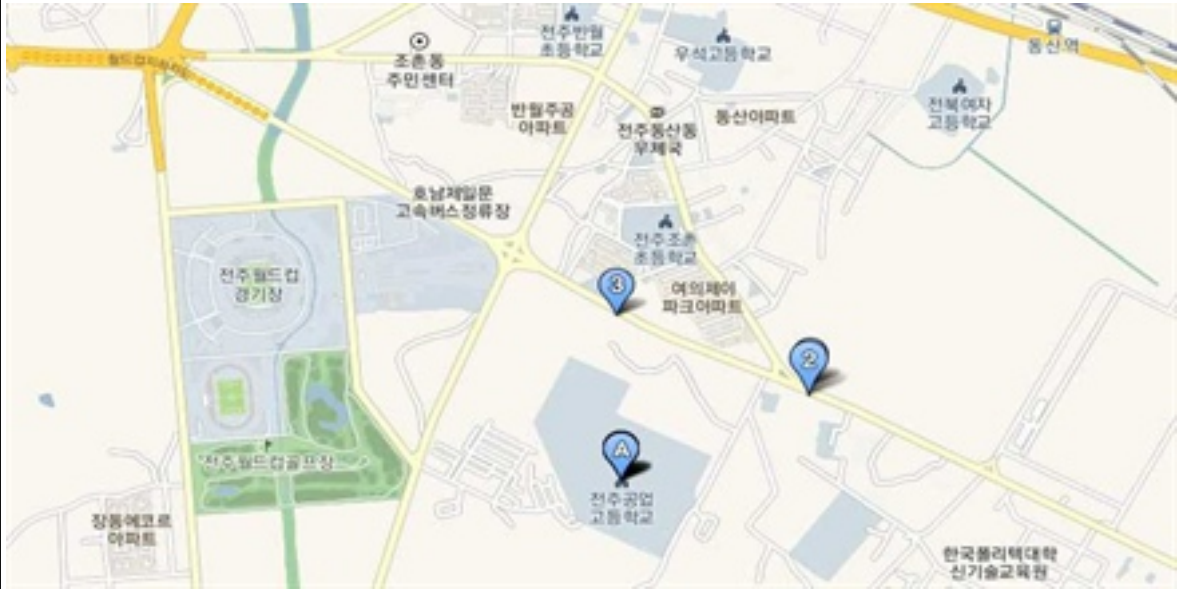 전주반월
초등학교
우석고등학교
동산역
조촌동
주민센터
월드컵지하차도
반월주공
아파트
전주동산동
우체국
동산아파트
전북여자
고등학교
호남제일문
고속버스정류장
전주조촌
초등학교
전주월드컵
경기장
3
여의제이
파크아파트
2
A
전주월드컵골프장
전주공업
고등학교
장동에코르
아파트
한국폴리텍대학
신기술교육원